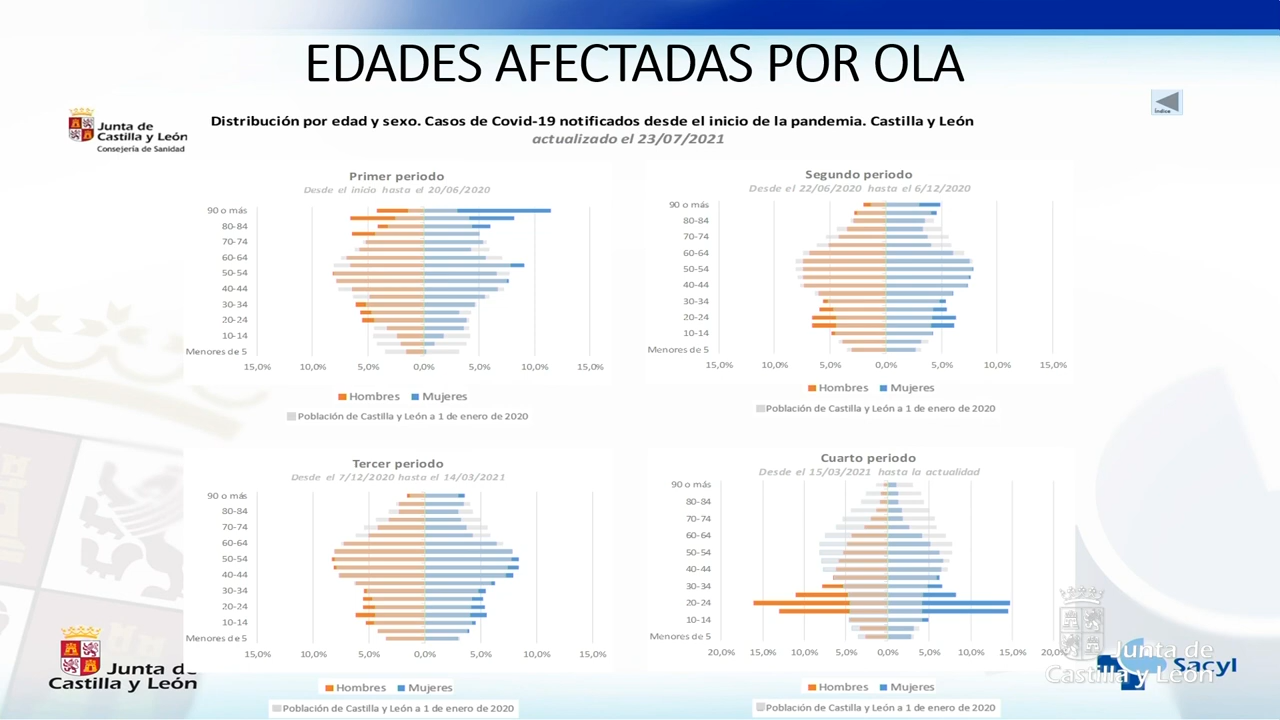 EDADES AFECTADAS POR OLA
Índice
Junta de
Castilla y León
Consejería de Sanidad
Distribución por edad y sexo. Casos de Covid-19 notificados desde el inicio de la pandemia. Castilla y León
actualizado el 23/07/2021
Primer periodo
Desde el inicio hasta el 20/06/2020
90 o más
80-84
70-74
60-64
50-54
40-44
30-34
20-24
10-14
Menores de 5
15,0% 10,0% 5,0% 0,0% 5,0% 10,0% 15,0%
Hombres Mujeres
Población de Castilla y León a 1 de enero de 2020
Segundo periodo
Desde el 22/06/2020 hasta el 6/12/2020
90 o más
80-84
70-74
60-64
50-54
40-44
30-34
20-24
10-14
Menores de 5
15,0% 10,0% 5,0% 0,0% 5,0% 10,0% 15,0%
Hombres Mujeres
Población de Castilla y León a 1 de enero de 2020
Tercer periodo
Desde el 7/12/2020 hasta el 14/03/2021
90 o más
80-84
70-74
60-64
50-54
40-44
30-34
20-24
10-14
Menores de 5
15,0% 10,0% 5,0% 0,0% 5,0% 10,0% 15,0%
Hombres Mujeres
Población de Castilla y León a 1 de enero de 2020
Cuarto periodo
Desde el 15/03/2021 hasta la actualidad
90 o más
80-84
70-74
60-64
50-54
40-44
30-34
20-24
10-14
Menores de 5
20,0% 15,0% 10,0% 5,0% 0,0% 5,0% 10,0% 15,0% 20,0%
Hombres Mujeres
Población de Castilla y León a 1 de enero de 2020
Junta de
Castilla y León
Junta de
Castilla y León
Sacyl